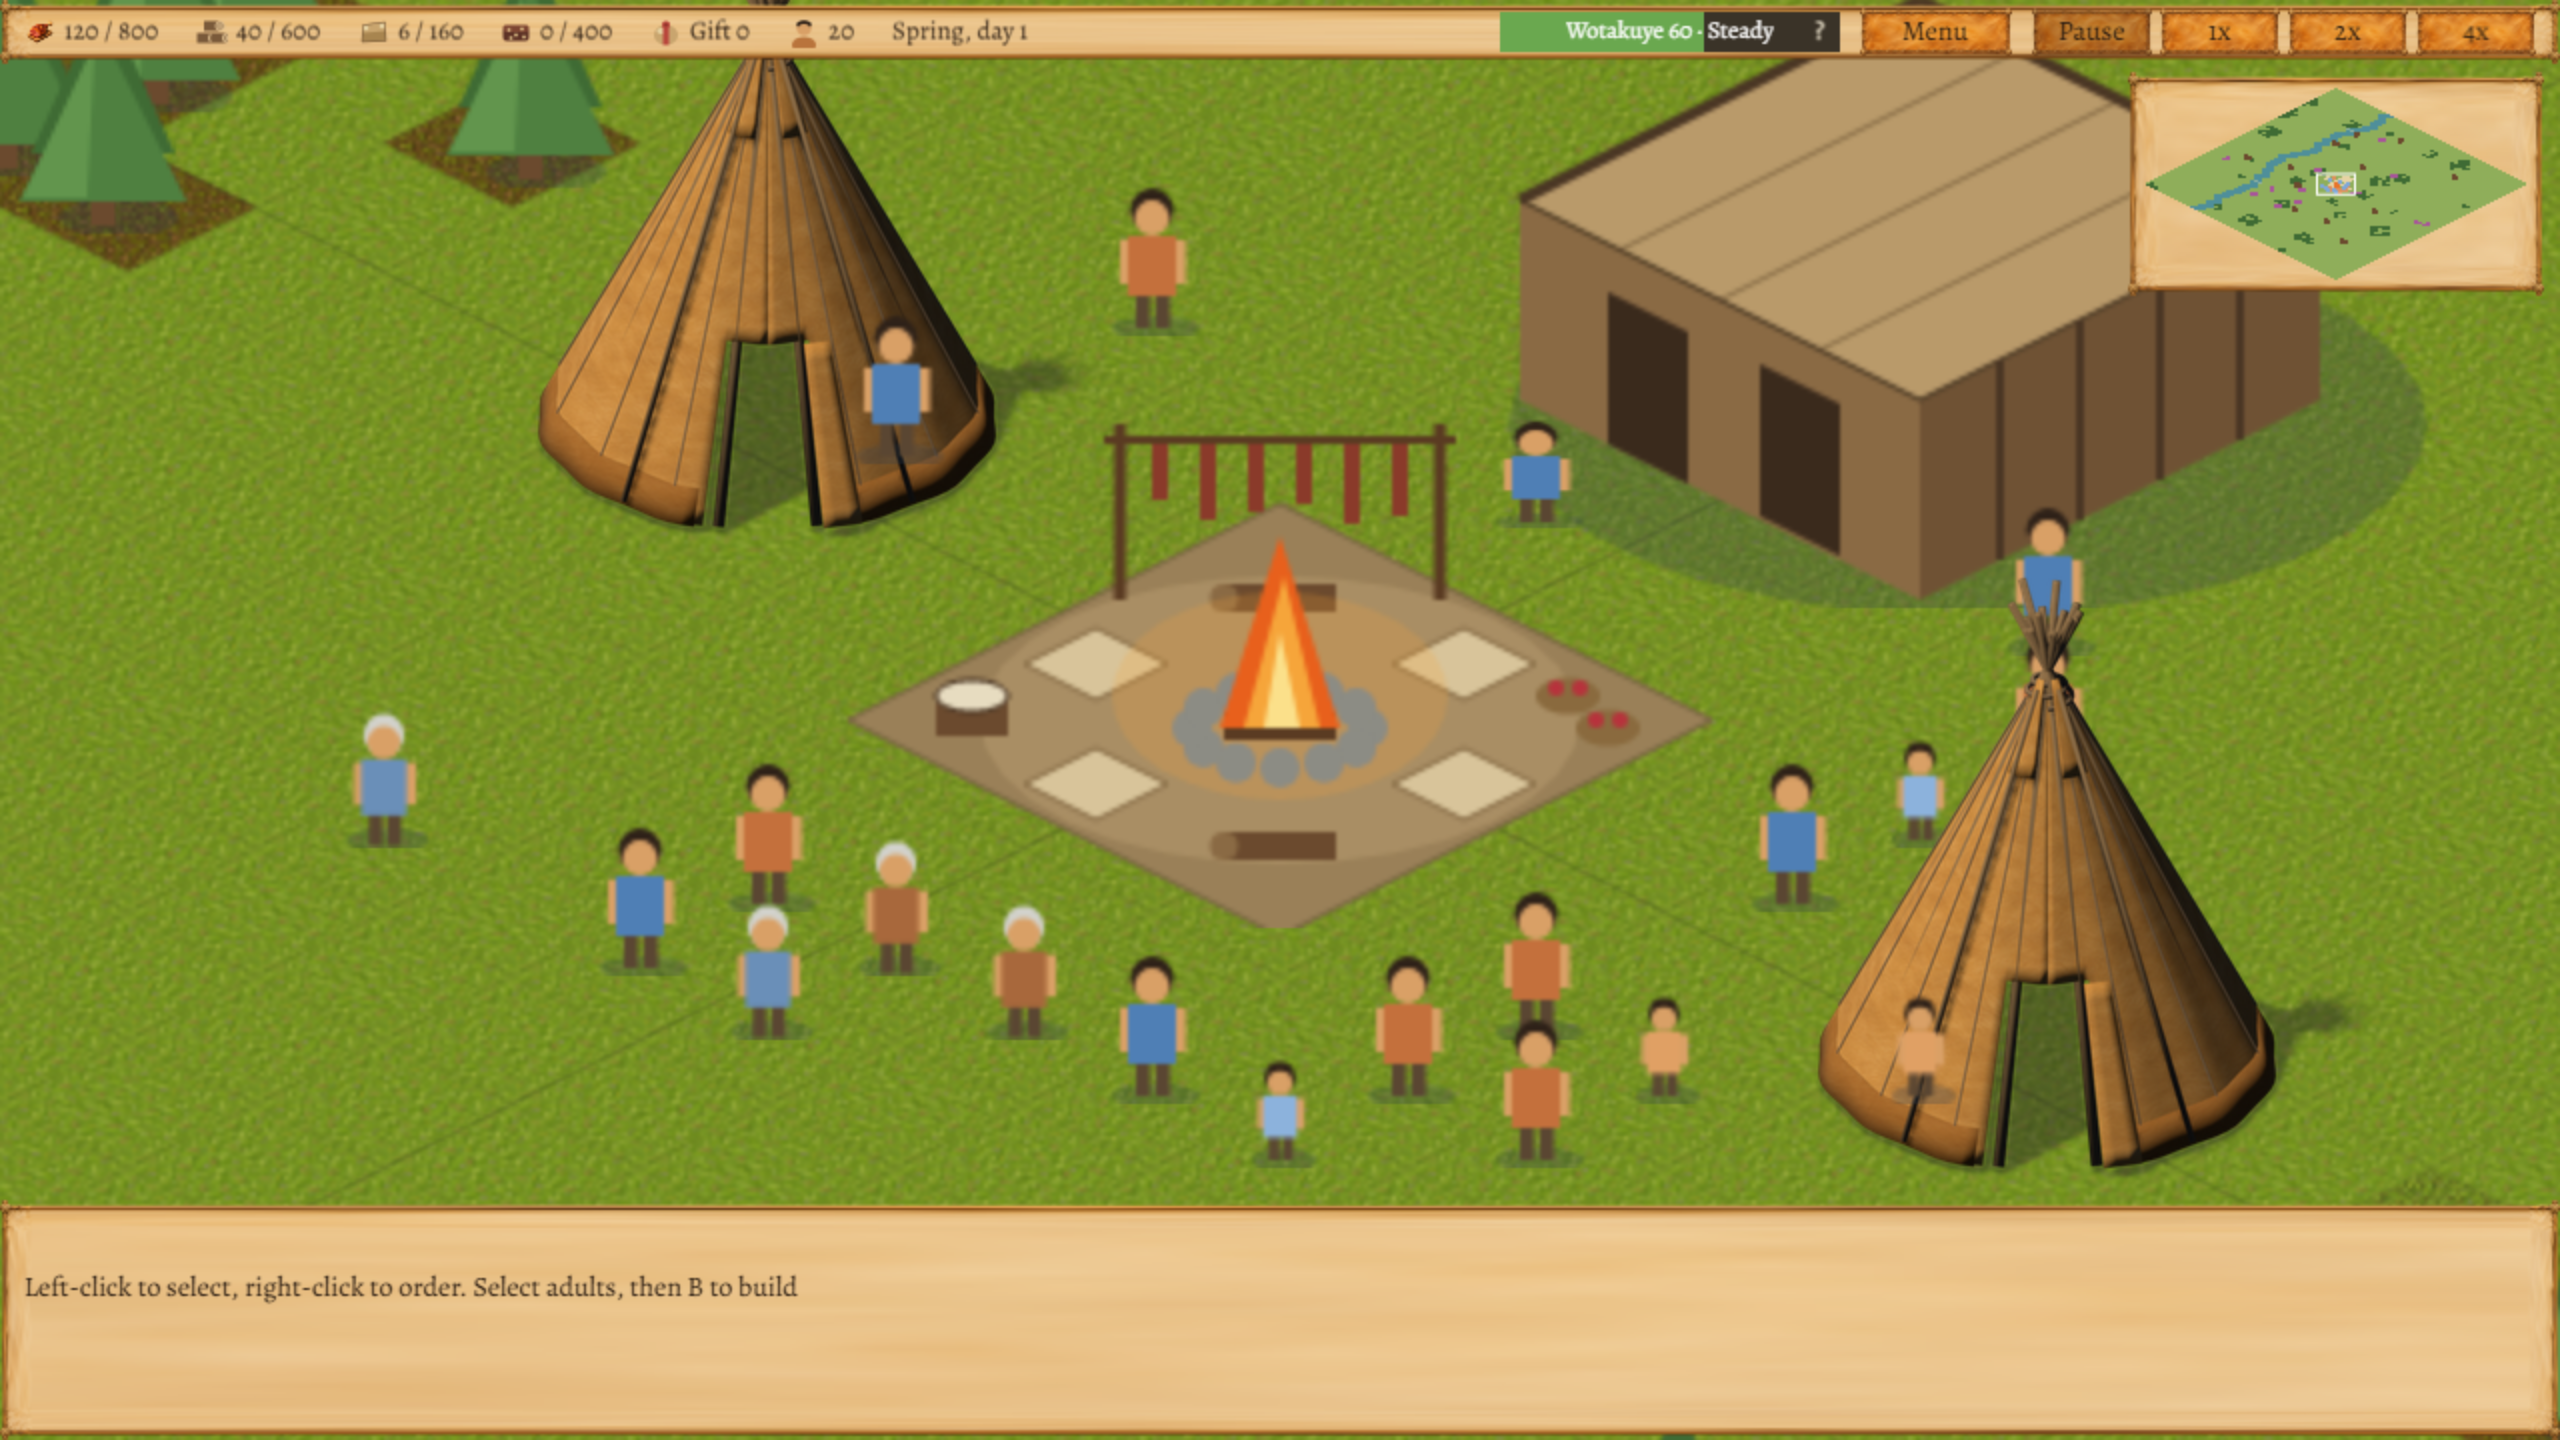 120 / 800 40 / 600 6 / 160 0 / 400 Gift 0 20 Spring, day 1 Wotakuye 60 · Steady ? Menu Pause 1x 2x 4x
Left-click to select, right-click to order. Select adults, then B to build